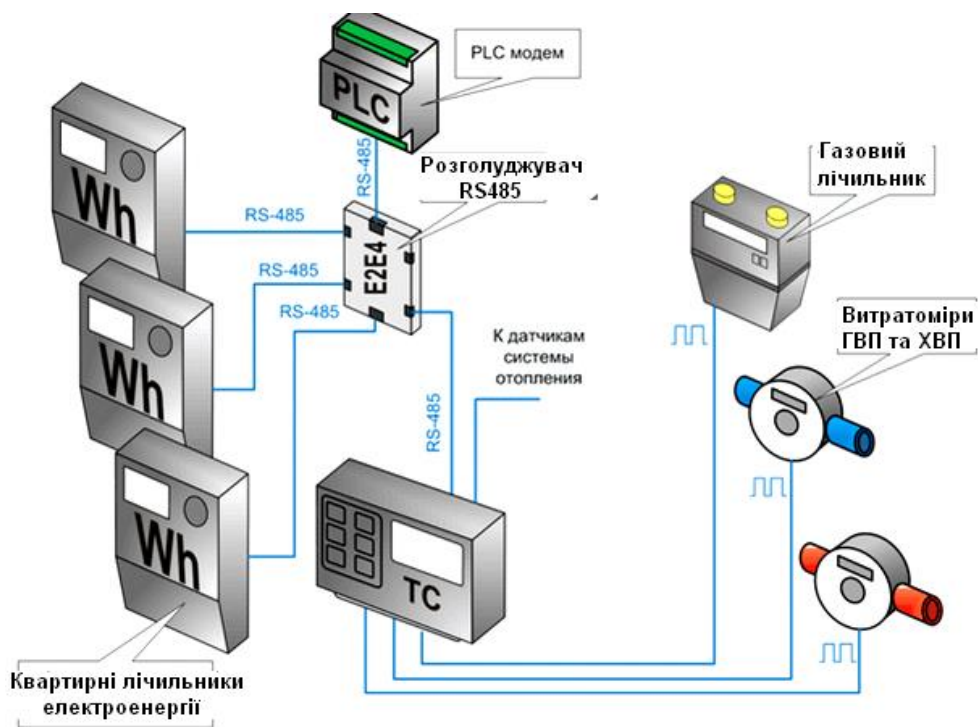 PLC модем
PLC
RS-485
Розголуджувач
RS485
Газовий
лічильник
Wh
RS-485
E2E4
RS-485
RS-485
Wh
К датчикам
системы
отопления
Витратоміри
ГВП та ХВП
RS-485
Wh
TC
Квартирні лічильники
електроенергії